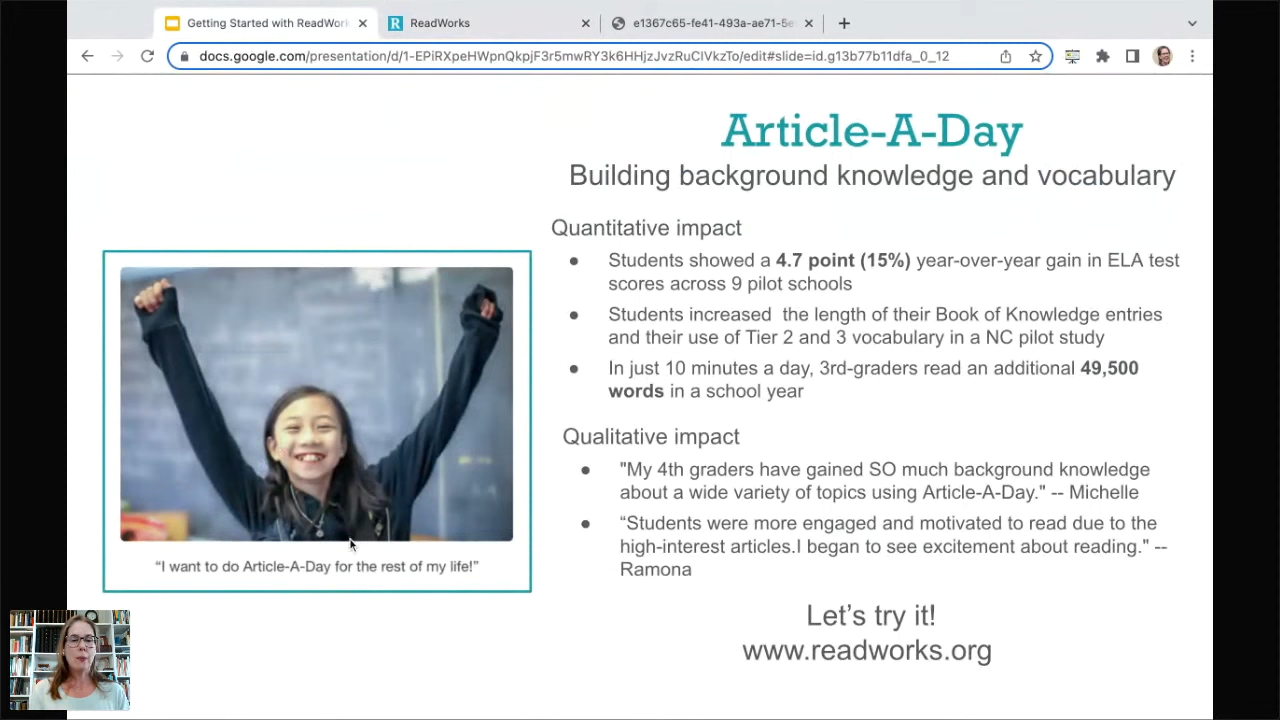 Getting Started with ReadWor
ReadWorks
e1367c65-fe41-493a-ae71-5e
docs.google.com/presentation/d/1-EPiRXpeHWpnQkpjF3r5mwRY3k6HHjzJvzRuClVkzTo/edit#slide=id.g13b77b11dfa_0_12
Article-A-Day
Building background knowledge and vocabulary
Quantitative impact
● Students showed a 4.7 point (15%) year-over-year gain in ELA test
scores across 9 pilot schools
● Students increased  the length of their Book of Knowledge entries
and their use of Tier 2 and 3 vocabulary in a NC pilot study
● In just 10 minutes a day, 3rd-graders read an additional 49,500
words in a school year
Qualitative impact
● "My 4th graders have gained SO much background knowledge
about a wide variety of topics using Article-A-Day." -- Michelle
● “Students were more engaged and motivated to read due to the
high-interest articles.I began to see excitement about reading." --
Ramona
“I want to do Article-A-Day for the rest of my life!”
Let’s try it!
www.readworks.org